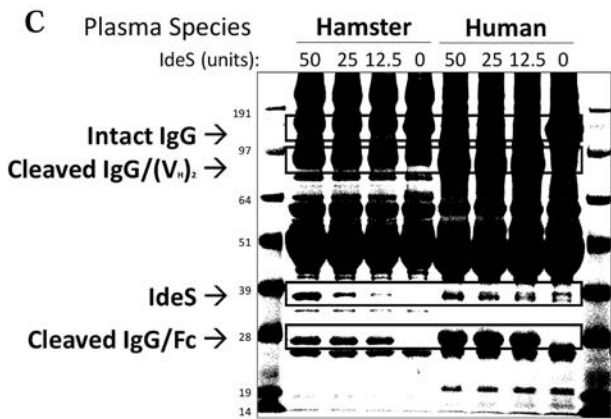 C Plasma Species Hamster Human
IdeS (units): 50 25 12.5 0 50 25 12.5 0
191
Intact IgG →
97
Cleaved IgG/(V_H)₂ →
64
51
39
IdeS →
Cleaved IgG/Fc → 28
19
14